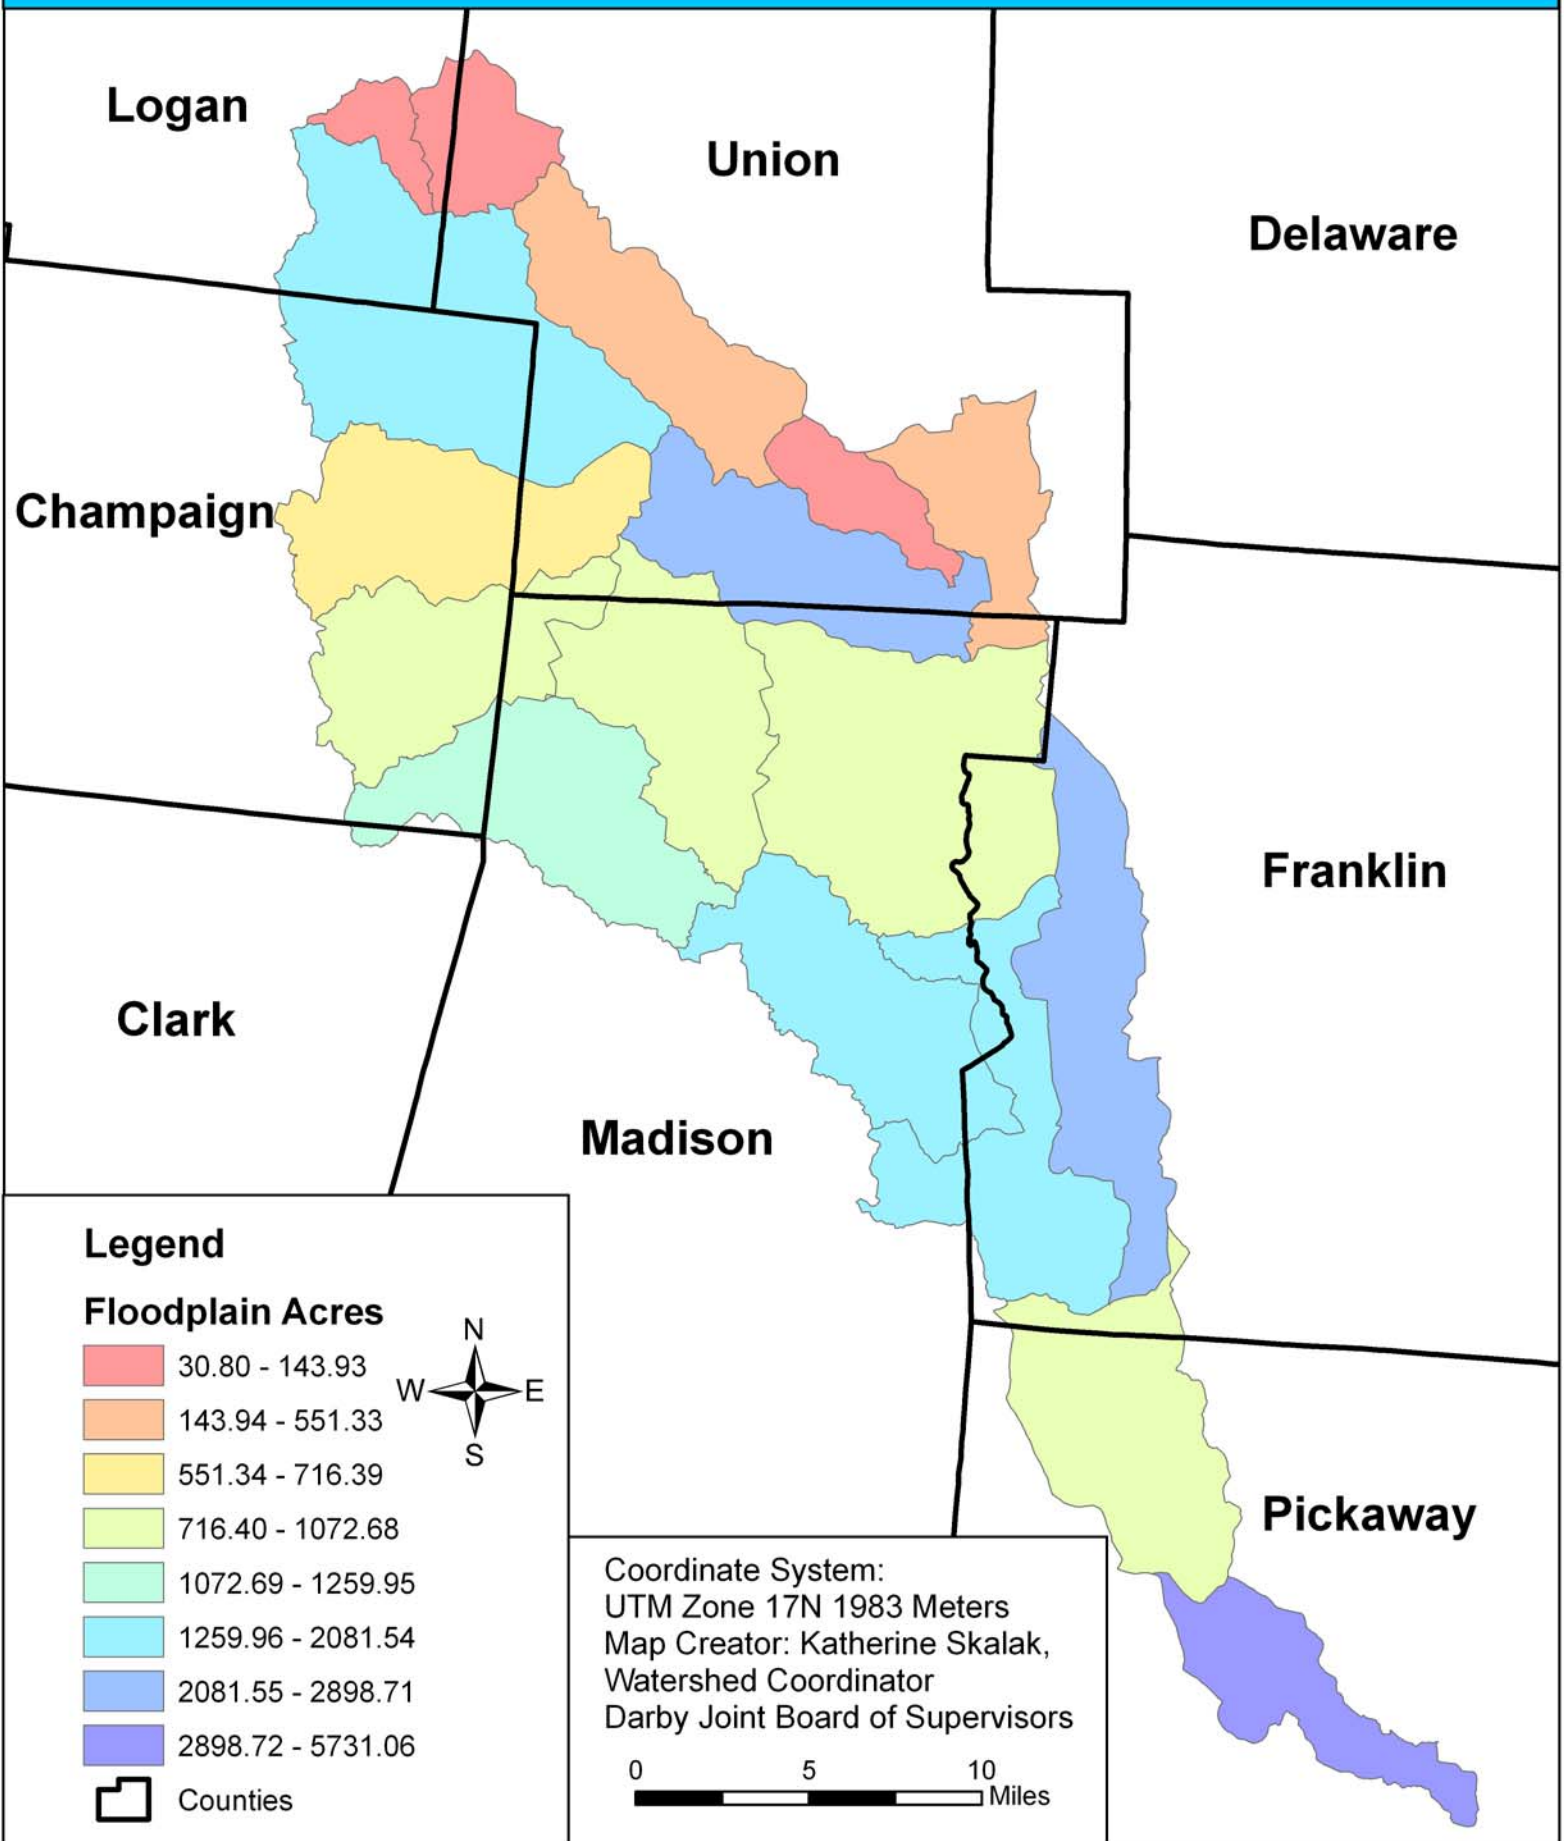 Logan
Union
Delaware
Champaign
Franklin
Clark
Madison
Pickaway
Legend
Floodplain Acres
30.80 - 143.93
143.94 - 551.33
551.34 - 716.39
716.40 - 1072.68
1072.69 - 1259.95
1259.96 - 2081.54
2081.55 - 2898.71
2898.72 - 5731.06
Counties
N
W E
S
Coordinate System:
UTM Zone 17N 1983 Meters
Map Creator: Katherine Skalak,
Watershed Coordinator
Darby Joint Board of Supervisors
0 5 10
Miles